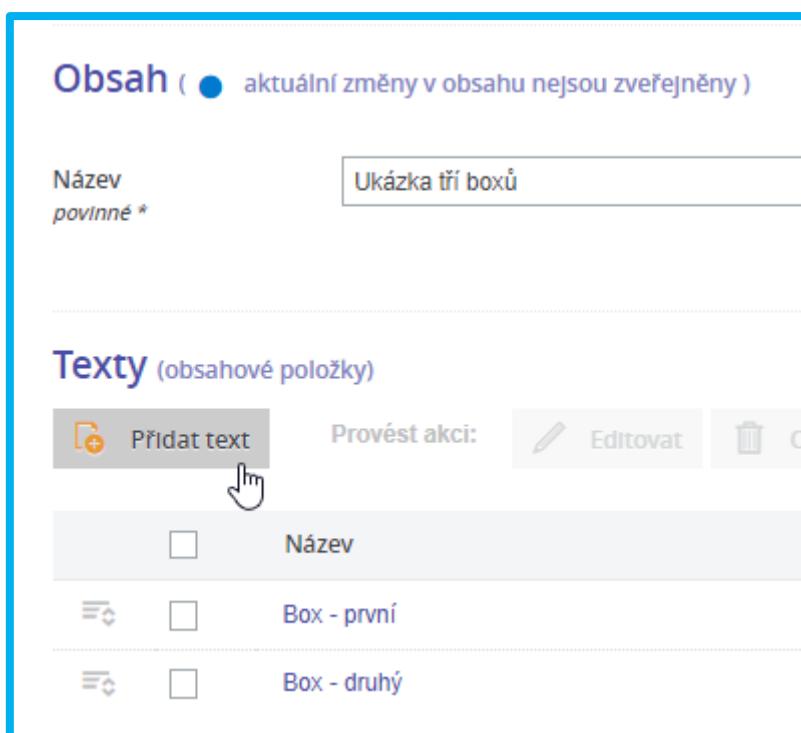 Obsah ( aktuální změny v obsahu nejsou zveřejněny )
Název
povinné *
Ukázka tří boxů
Texty (obsahové položky)
Přidat text Provést akci: Editovat
Název
Box - první
Box - druhý